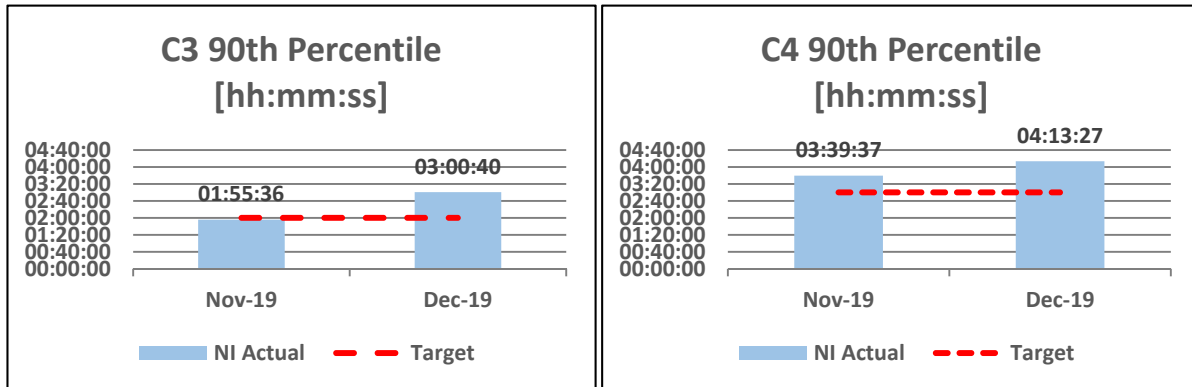 C3 90th Percentile
[hh:mm:ss]
04:40:00
04:00:00
03:20:00
02:40:00
02:00:00
01:20:00
00:40:00
00:00:00
01:55:36
03:00:40
Nov-19
Dec-19
NI Actual
Target
C4 90th Percentile
[hh:mm:ss]
04:40:00
04:00:00
03:20:00
02:40:00
02:00:00
01:20:00
00:40:00
00:00:00
03:39:37
04:13:27
Nov-19
Dec-19
NI Actual
Target